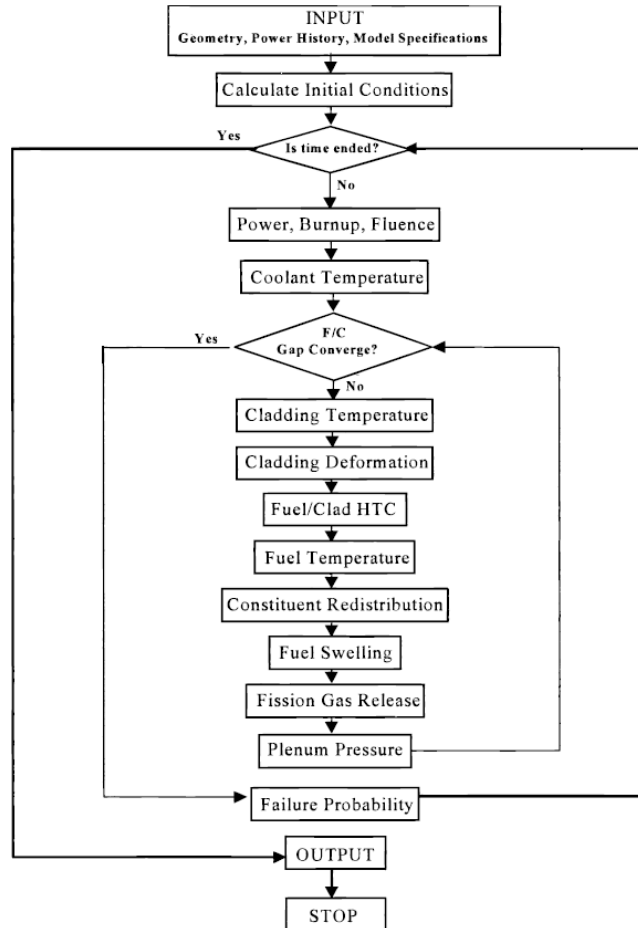 INPUT
Geometry, Power History, Model Specifications
Calculate Initial Conditions
Yes
Is time ended?
No
Power, Burnup, Fluence
Coolant Temperature
Yes
F/C
Gap Converge?
No
Cladding Temperature
Cladding Deformation
Fuel/Clad HTC
Fuel Temperature
Constituent Redistribution
Fuel Swelling
Fission Gas Release
Plenum Pressure
Failure Probability
OUTPUT
STOP